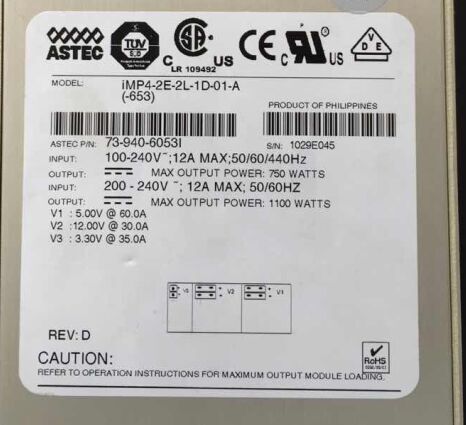 ASTEC
TUV
C US
LR 109492
C US
V D E
MODEL: iMP4-2E-2L-1D-01-A
(-653)
PRODUCT OF PHILIPPINES
ASTEC P/N: 73-940-6053I
S/N: 1029E045
INPUT: 100-240V~;12A MAX;50/60/440Hz
OUTPUT: MAX OUTPUT POWER: 750 WATTS
INPUT: 200 - 240V~; 12A MAX; 50/60HZ
OUTPUT: MAX OUTPUT POWER: 1100 WATTS
V1 : 5.00V @ 60.0A
V2 : 12.00V @ 30.0A
V3 : 3.30V @ 35.0A
V3 V2 V1
REV: D
RoHS
CAUTION:
REFER TO OPERATION INSTRUCTIONS FOR MAXIMUM OUTPUT MODULE LOADING.